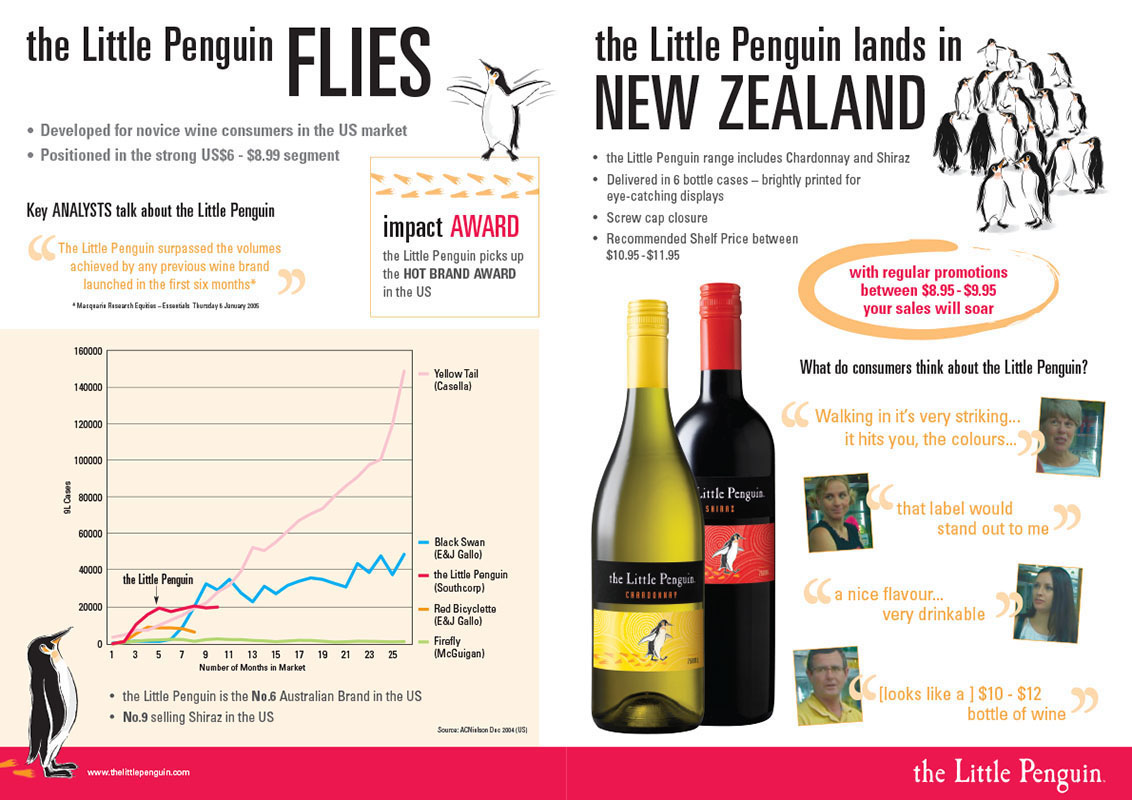 the Little Penguin FLIES
• Developed for novice wine consumers in the US market
• Positioned in the strong US$6 - $8.99 segment
Key ANALYSTS talk about the Little Penguin
“The Little Penguin surpassed the volumes
achieved by any previous wine brand
launched in the first six months*”
* Macquarie Research Equities – Essentials Thursday 6 January 2005
impact AWARD
the Little Penguin picks up
the HOT BRAND AWARD
in the US
160000
140000
120000
100000
80000
60000
40000
20000
0
9L Cases
the Little Penguin
1 3 5 7 9 11 13 15 17 19 21 23 25
Number of Months in Market
Yellow Tail
(Casella)
Black Swan
(E&J Gallo)
the Little Penguin
(Southcorp)
Red Bicyclette
(E&J Gallo)
Firefly
(McGuigan)
• the Little Penguin is the No.6 Australian Brand in the US
• No.9 selling Shiraz in the US
Source: ACNielson Dec 2004 (US)
www.thelittlepenguin.com
the Little Penguin lands in
NEW ZEALAND
• the Little Penguin range includes Chardonnay and Shiraz
• Delivered in 6 bottle cases – brightly printed for
eye-catching displays
• Screw cap closure
• Recommended Shelf Price between
$10.95 - $11.95
with regular promotions
between $8.95 - $9.95
your sales will soar
Little Penguin.
SHIRAZ
the Little Penguin.
CHARDONNAY
What do consumers think about the Little Penguin?
“Walking in it's very striking...
it hits you, the colours...”
“that label would
stand out to me”
“a nice flavour...
very drinkable”
“[looks like a ] $10 - $12
bottle of wine”
the Little Penguin.